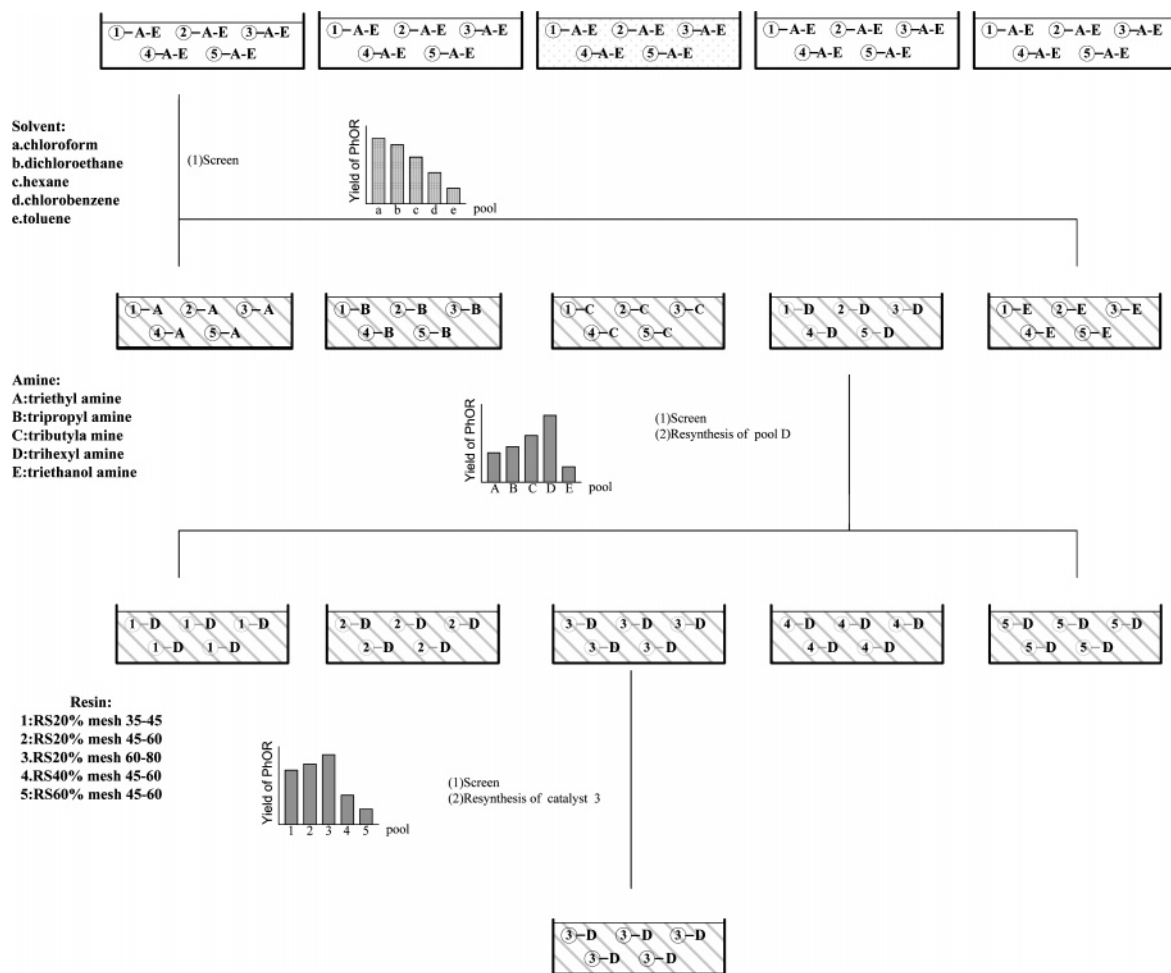 ①–A-E ②–A-E ③–A-E ①–A-E ②–A-E ③–A-E ①–A-E ②–A-E ③–A-E ①–A-E ②–A-E ③–A-E ①–A-E ②–A-E ③–A-E
④–A-E ⑤–A-E ④–A-E ⑤–A-E ④–A-E ⑤–A-E ④–A-E ⑤–A-E ④–A-E ⑤–A-E
Solvent:
a.chloroform
b.dichloroethane
c.hexane
d.chlorobenzene
e.toluene
(1)Screen
Yield of PhOR
a b c d e pool
①–A ②–A ③–A ①–B ②–B ③–B ①–C ②–C ③–C ①–D ②–D ③–D ①–E ②–E ③–E
④–A ⑤–A ④–B ⑤–B ④–C ⑤–C ④–D ⑤–D ④–E ⑤–E
Amine:
A:triethyl amine
B:tripropyl amine
C:tributyla mine
D:trihexyl amine
E:triethanol amine
Yield of PhOR
A B C D E pool
(1)Screen
(2)Resynthesis of pool D
①–D ①–D ①–D ②–D ②–D ②–D ③–D ③–D ③–D ④–D ④–D ④–D ⑤–D ⑤–D ⑤–D
①–D ①–D ②–D ②–D ③–D ③–D ④–D ④–D ⑤–D ⑤–D
Resin:
1:RS20% mesh 35-45
2:RS20% mesh 45-60
3.RS20% mesh 60-80
4.RS40% mesh 45-60
5:RS60% mesh 45-60
Yield of PhOR
1 2 3 4 5 pool
(1)Screen
(2)Resynthesis of catalyst 3
③–D ③–D ③–D
③–D ③–D